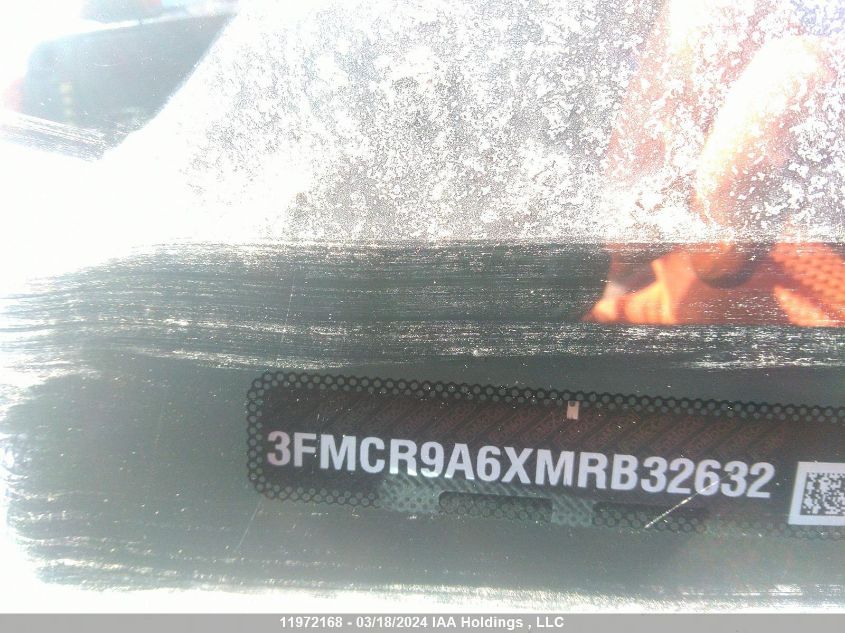 3FMCR9A6XMRB32632
11972168 - 03/18/2024 IAA Holdings , LLC